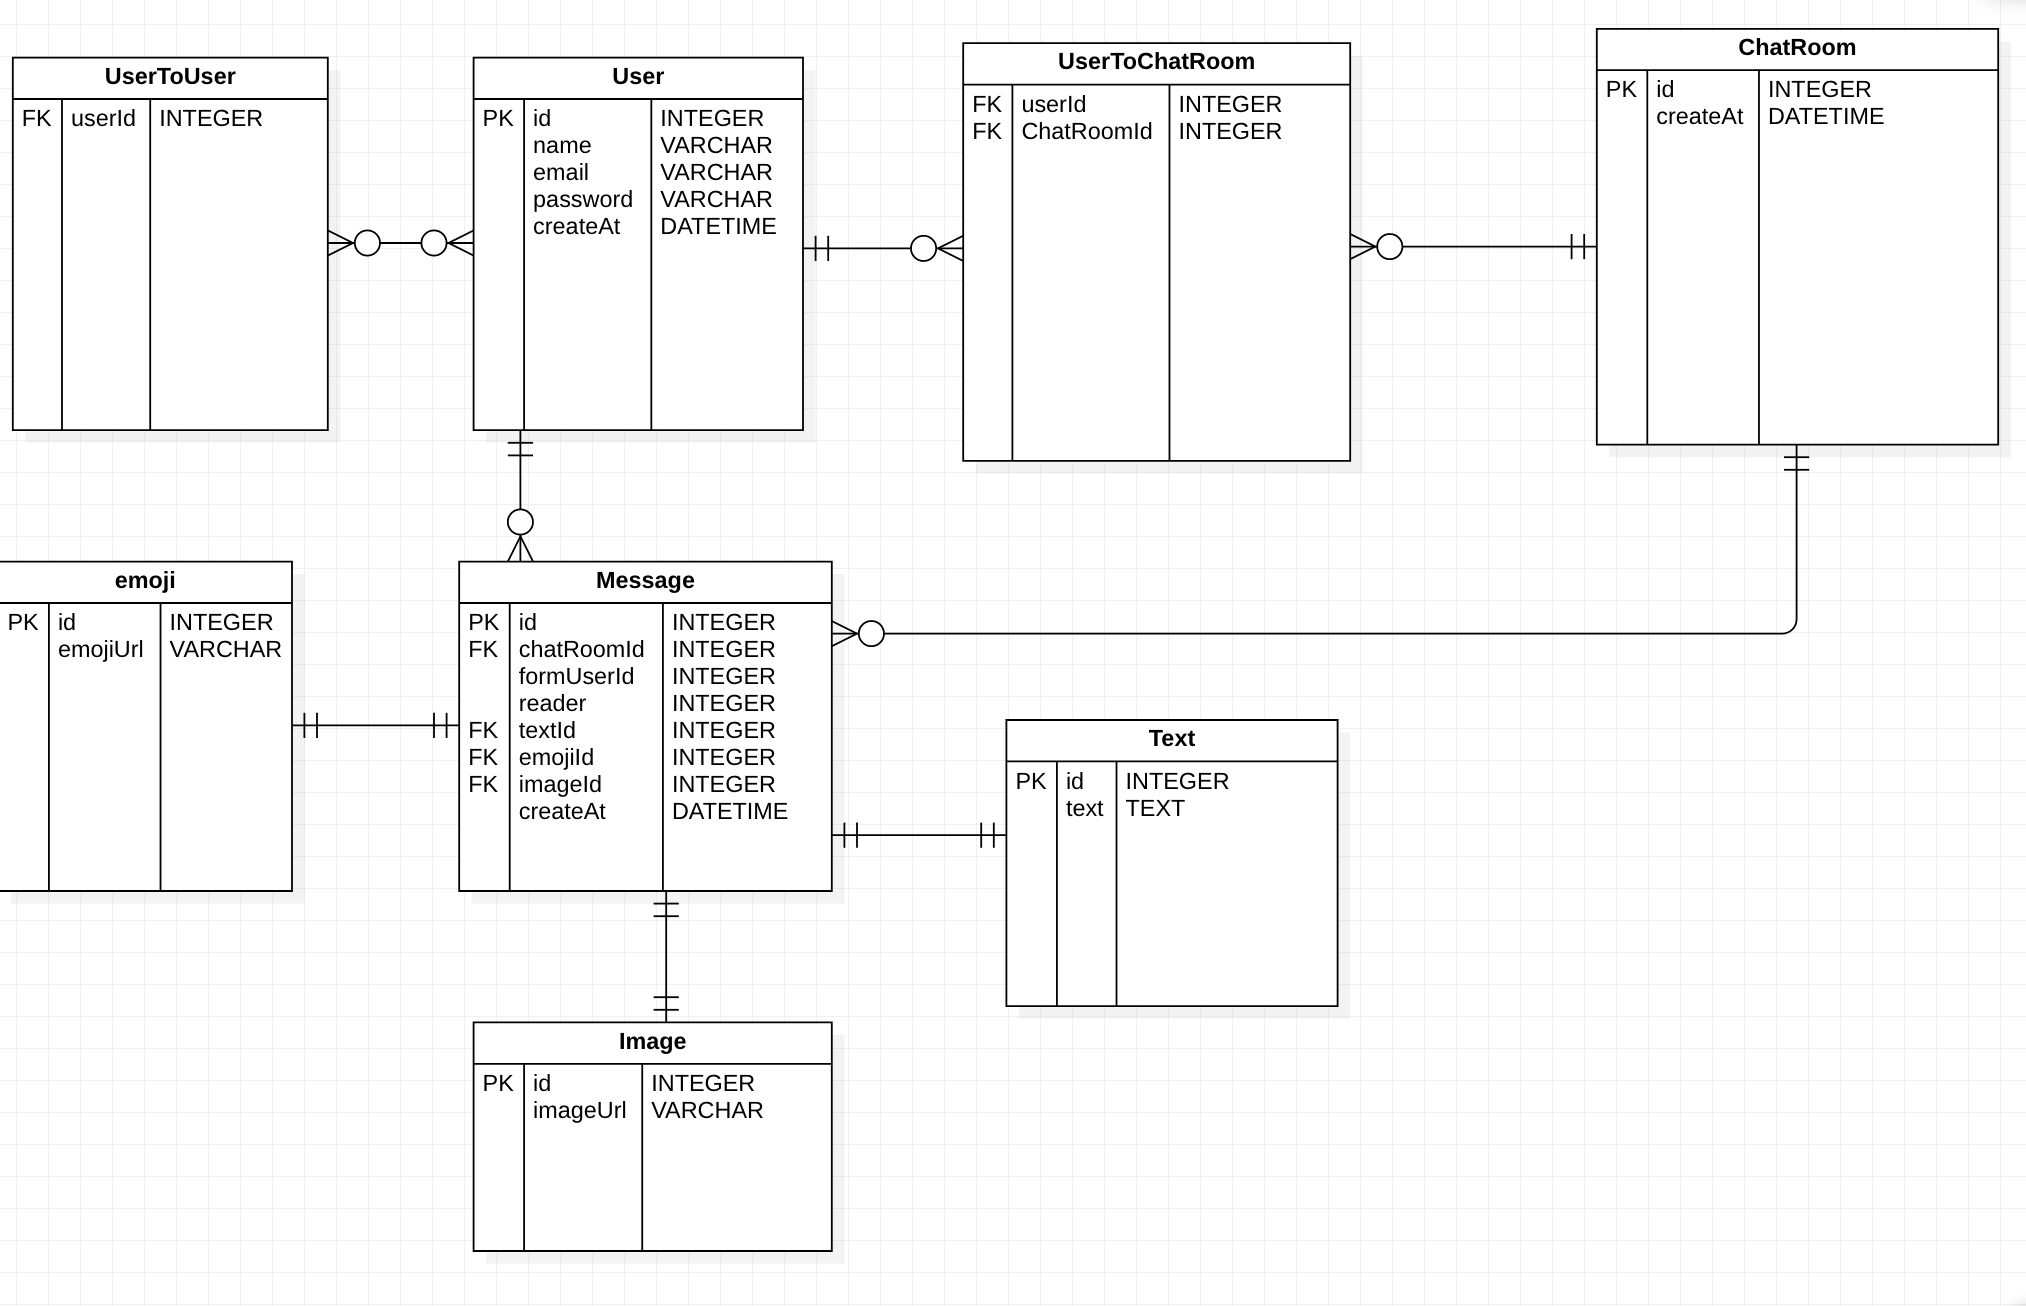 UserToUser
FK userId INTEGER
User
PK id INTEGER
name VARCHAR
email VARCHAR
password VARCHAR
createAt DATETIME
UserToChatRoom
FK userId INTEGER
FK ChatRoomId INTEGER
ChatRoom
PK id INTEGER
createAt DATETIME
emoji
PK id INTEGER
emojiUrl VARCHAR
Message
PK id INTEGER
FK chatRoomId INTEGER
formUserId INTEGER
reader INTEGER
FK textId INTEGER
FK emojiId INTEGER
FK imageId INTEGER
createAt DATETIME
Text
PK id INTEGER
text TEXT
Image
PK id INTEGER
imageUrl VARCHAR